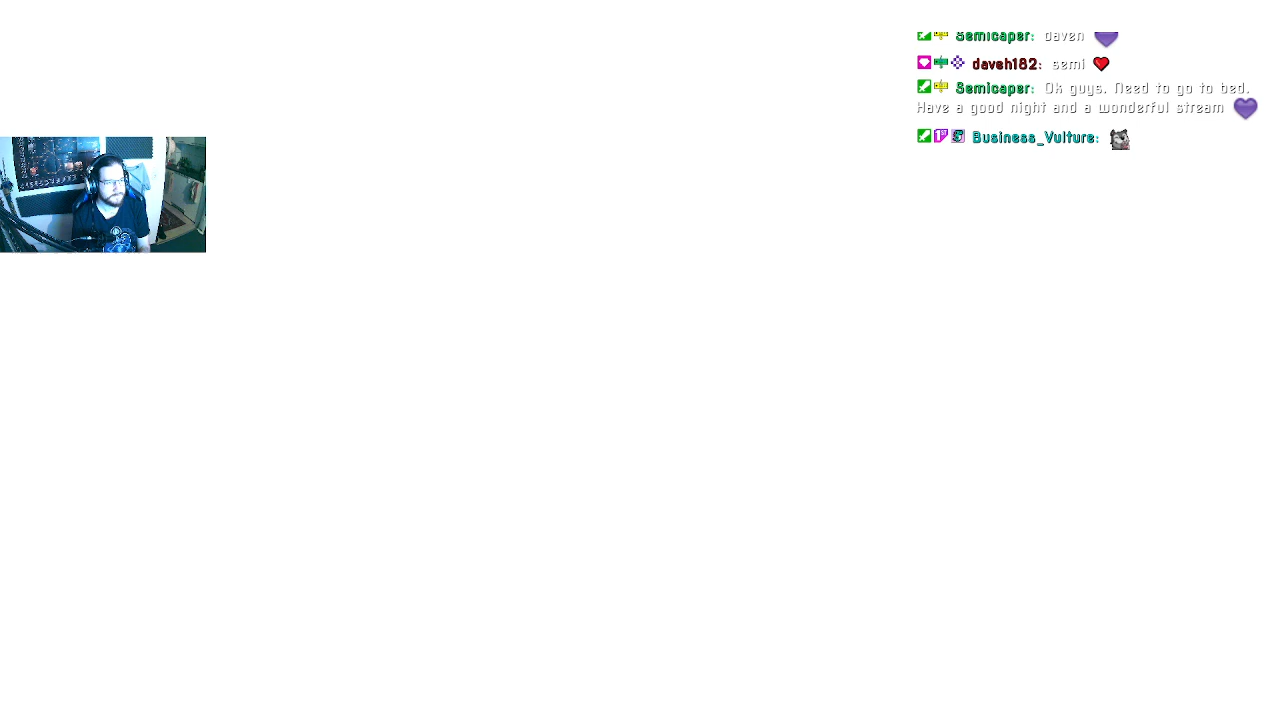 Semicaper: daveh
daveh182: semi
Semicaper: Ok guys. Need to go to bed.
Have a good night and a wonderful stream
Business_Vulture: